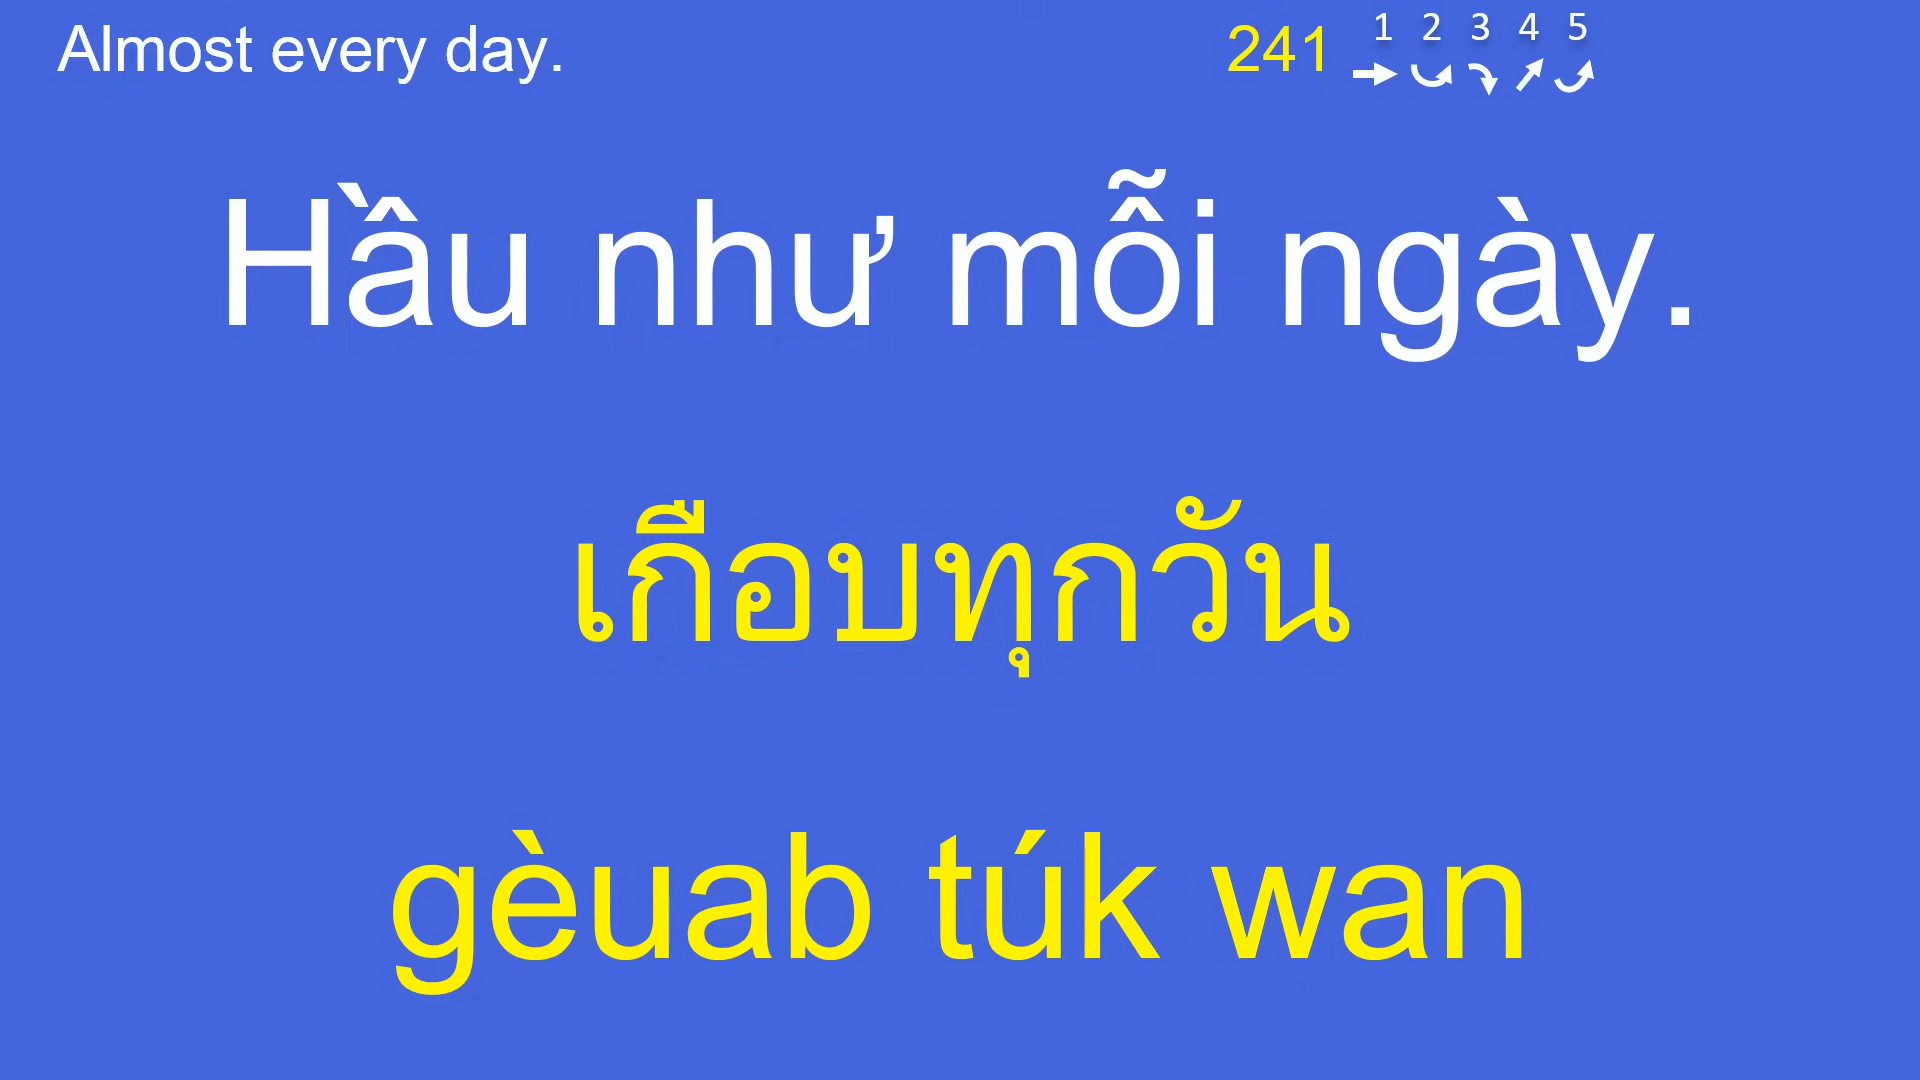 Almost every day.
241 1 2 3 4 5
Hầu như mỗi ngày.
เกือบทุกวัน
gèuab túk wan